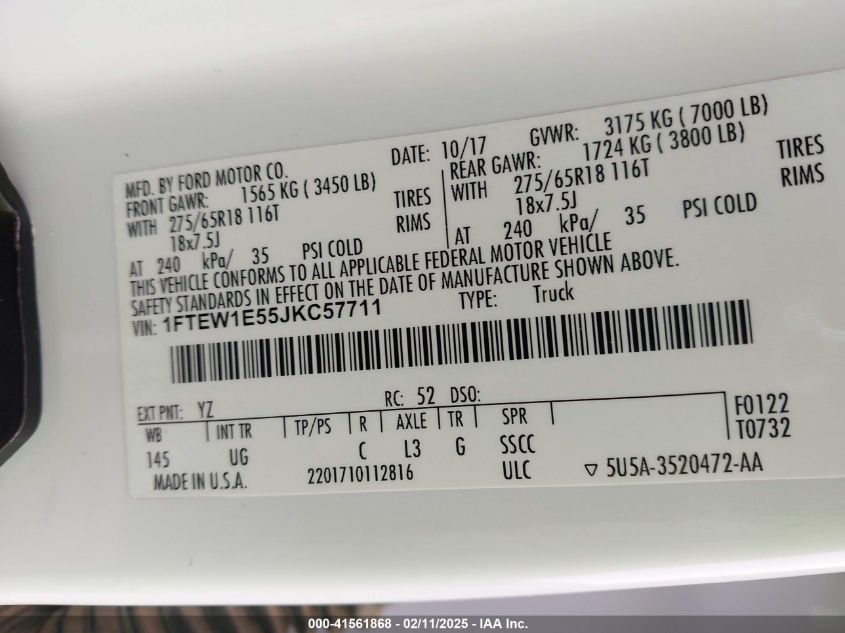 MFD. BY FORD MOTOR CO.
DATE: 10/17
GVWR: 3175 KG ( 7000 LB)
FRONT GAWR: 1565 KG ( 3450 LB)
WITH 275/65R18 116T TIRES
18x7.5J RIMS
AT 240 kPa/ 35 PSI COLD
REAR GAWR: 1724 KG ( 3800 LB)
WITH 275/65R18 116T TIRES
18x7.5J RIMS
AT 240 kPa/ 35 PSI COLD
THIS VEHICLE CONFORMS TO ALL APPLICABLE FEDERAL MOTOR VEHICLE
SAFETY STANDARDS IN EFFECT ON THE DATE OF MANUFACTURE SHOWN ABOVE.
VIN: 1FTEW1E55JKC57711
TYPE: Truck
EXT PNT: YZ RC: 52 DSO:
WB INT TR TP/PS R AXLE TR SPR
145 UG C L3 G SSCC
F0122
T0732
MADE IN U.S.A. 2201710112816 ULC ▽ 5U5A-3520472-AA
000-41561868 - 02/11/2025 - IAA Inc.